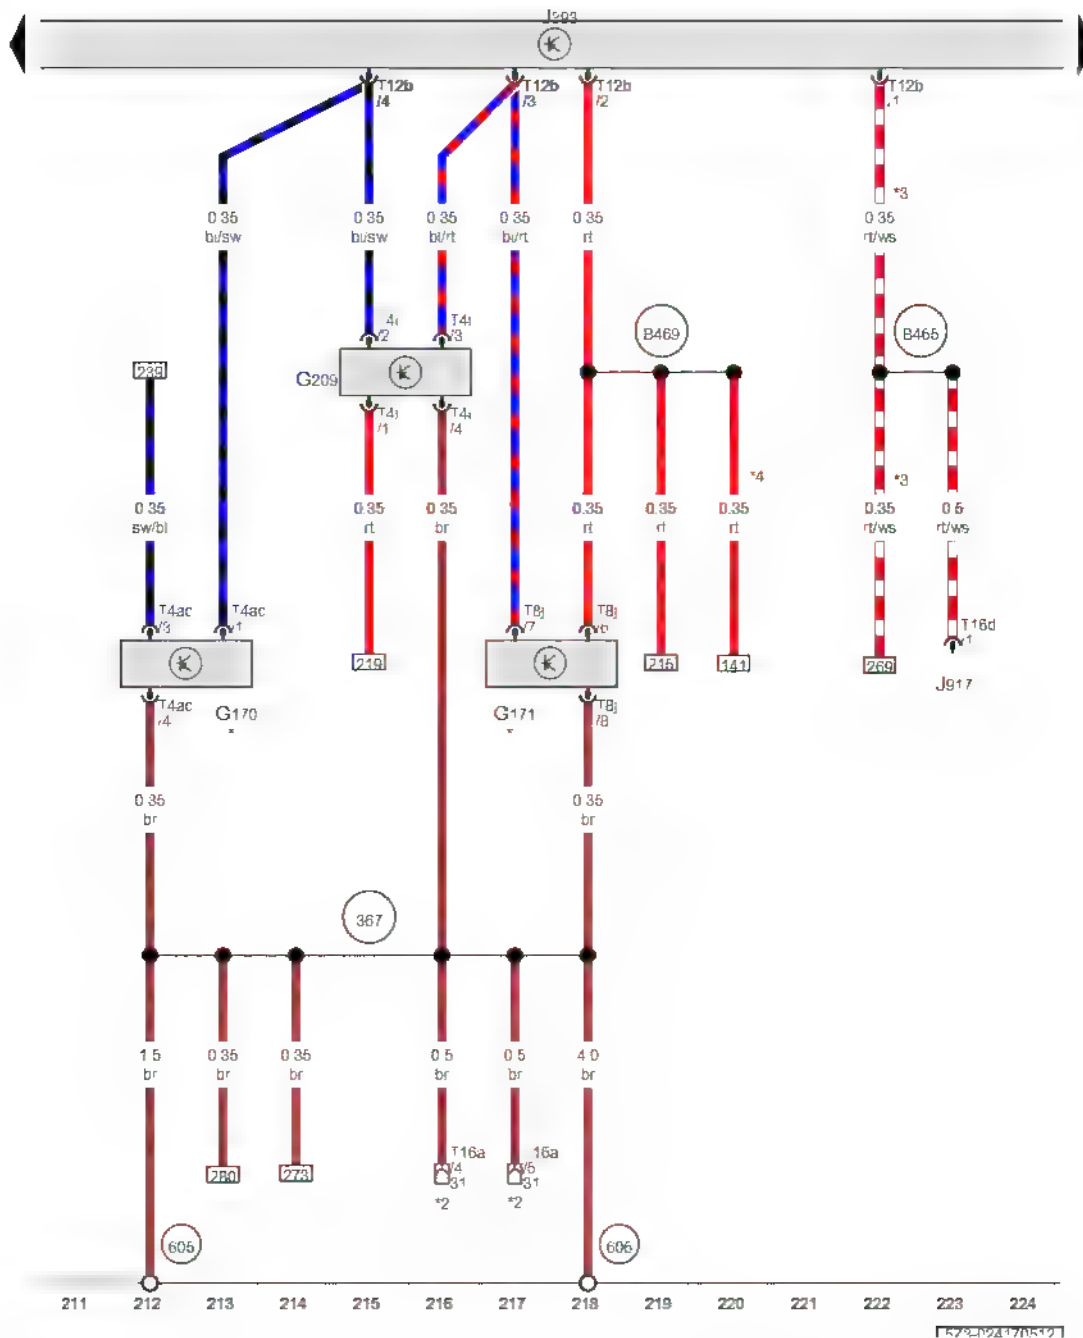 J293
T12b
/4
T12b
/3
T12b
/2
T12b
/1
*3
0.35
bl/sw
0.35
bl/sw
0.35
bl/rt
0.35
bl/rt
0.35
rt
0.35
rt/ws
B469
B465
/2
T4i
/3
G209
239
T4i
/1
T4i
/4
*4
*3
0.35
sw/bl
0.35
rt
0.35
br
0.35
rt
0.35
rt
0.35
rt
0.35
rt/ws
0.5
rt/ws
T4ac
/3
T4ac
/1
T8j
/7
T8j
/6
T16d
/1
219
215
141
269
J917
T4ac
/4
G170
*
G171
*
T8j
/8
0.35
br
0.35
br
367
1.5
br
0.35
br
0.35
br
0.5
br
0.5
br
4.0
br
280
273
T16a
/4
31
*2
16a
/5
31
*2
605
606
211 212 213 214 215 216 217 218 219 220 221 222 223 224
573-024170512